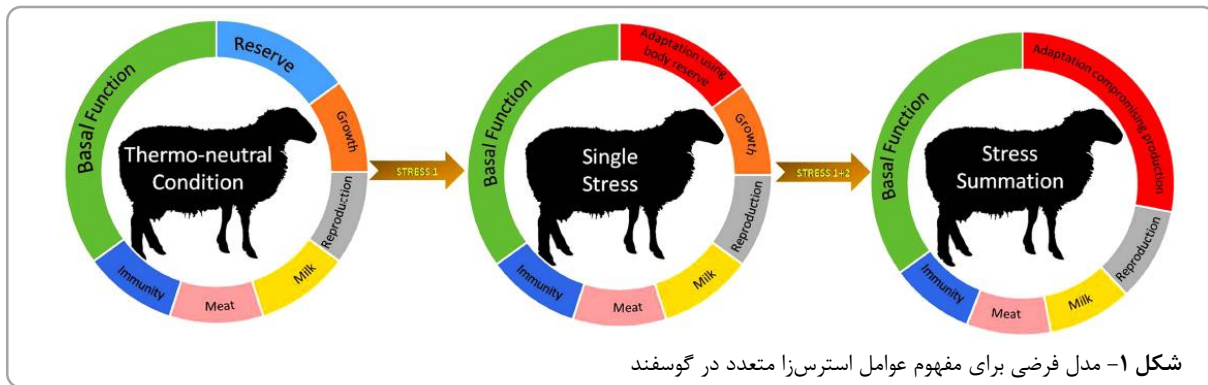 Basal Function
Reserve
Growth
Reproduction
Milk
Meat
Immunity
Thermo-neutral
Condition
STRESS 1
Basal Function
Adaptation using
body reserve
Growth
Reproduction
Milk
Meat
Immunity
Single
Stress
STRESS 1+2
Basal Function
Adaptation compromising production
Reproduction
Milk
Meat
Immunity
Stress
Summation
شکل ۱- مدل فرضی برای مفهوم عوامل استرس‌زا متعدد در گوسفند